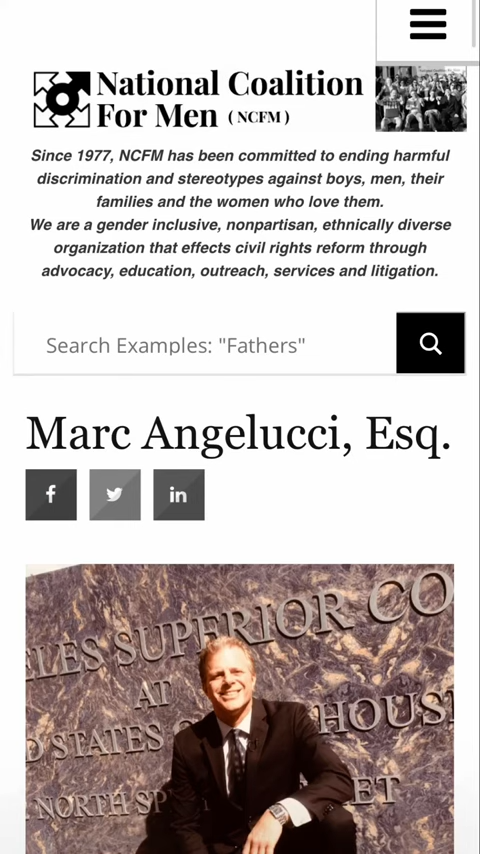 National Coalition
For Men ( NCFM )
Since 1977, NCFM has been committed to ending harmful
discrimination and stereotypes against boys, men, their
families and the women who love them.
We are a gender inclusive, nonpartisan, ethnically diverse
organization that effects civil rights reform through
advocacy, education, outreach, services and litigation.
Search Examples: "Fathers"
Marc Angelucci, Esq.
f
in
ELES SUPERIOR CO
AT
HOUS
D STATES
NORTH SP
ET